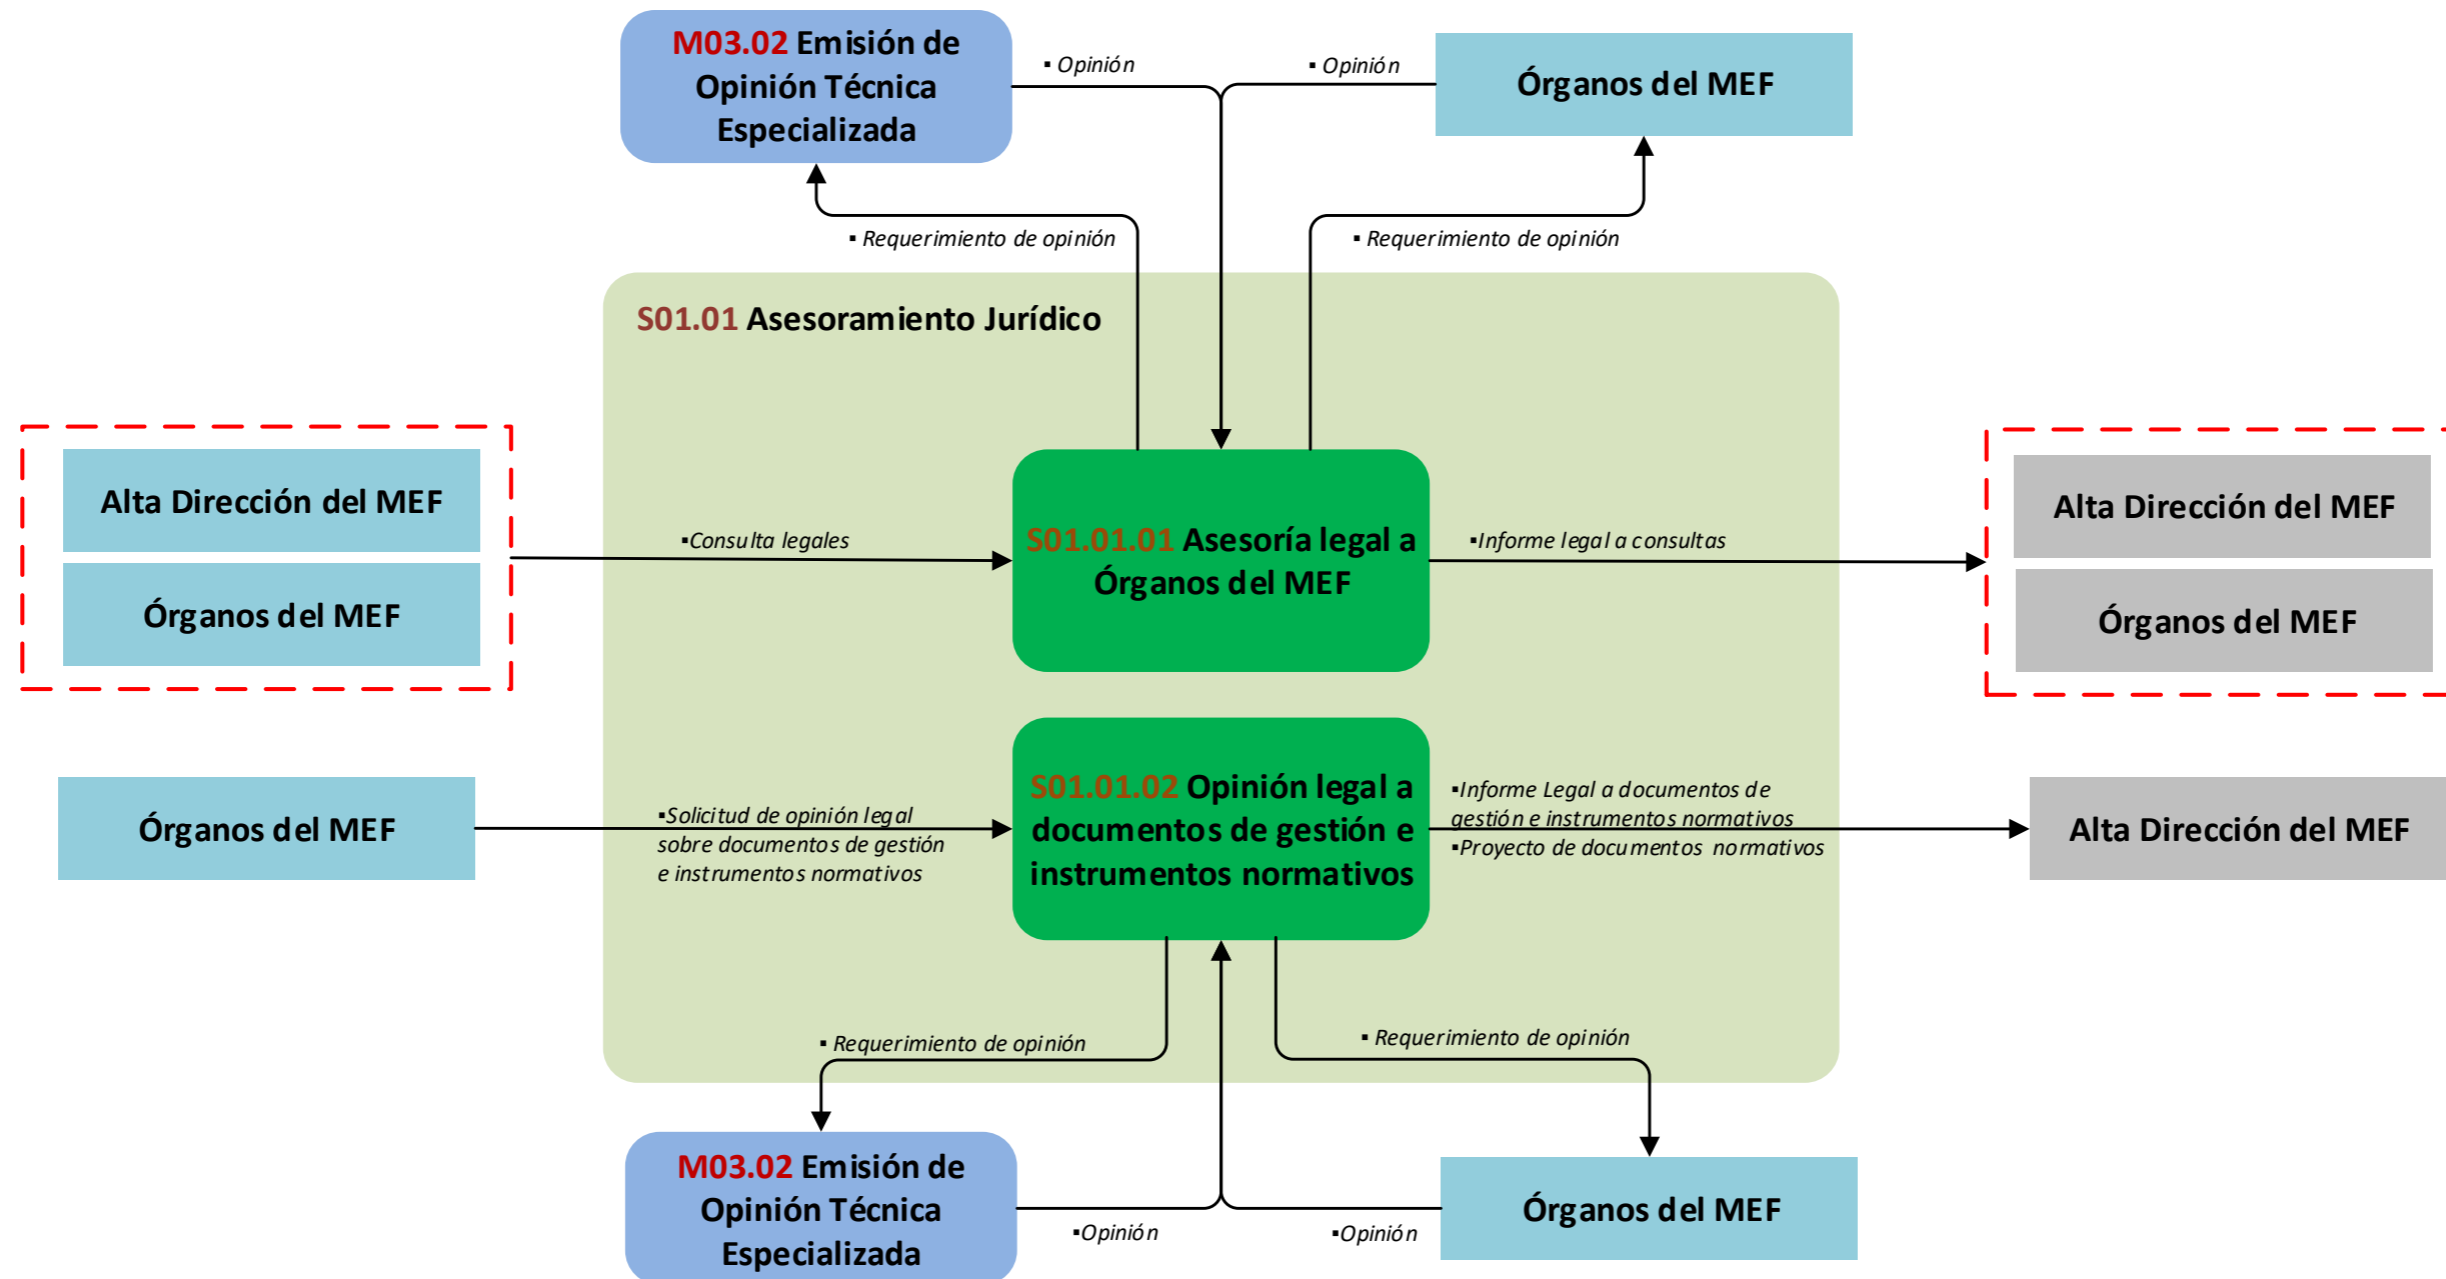 M03.02 Emisión de
Opinión Técnica
Especializada
▪ Opinión
▪ Opinión
Órganos del MEF
▪ Requerimiento de opinión
▪ Requerimiento de opinión
S01.01 Asesoramiento Jurídico
Alta Dirección del MEF
Órganos del MEF
▪Consulta legales
S01.01.01 Asesoría legal a
Órganos del MEF
▪Informe legal a consultas
Alta Dirección del MEF
Órganos del MEF
Órganos del MEF
▪Solicitud de opinión legal
sobre documentos de gestión
e instrumentos normativos
S01.01.02 Opinión legal a
documentos de gestión e
instrumentos normativos
▪Informe Legal a documentos de
gestión e instrumentos normativos
▪Proyecto de documentos normativos
Alta Dirección del MEF
▪ Requerimiento de opinión
▪ Requerimiento de opinión
M03.02 Emisión de
Opinión Técnica
Especializada
▪Opinión
▪Opinión
Órganos del MEF